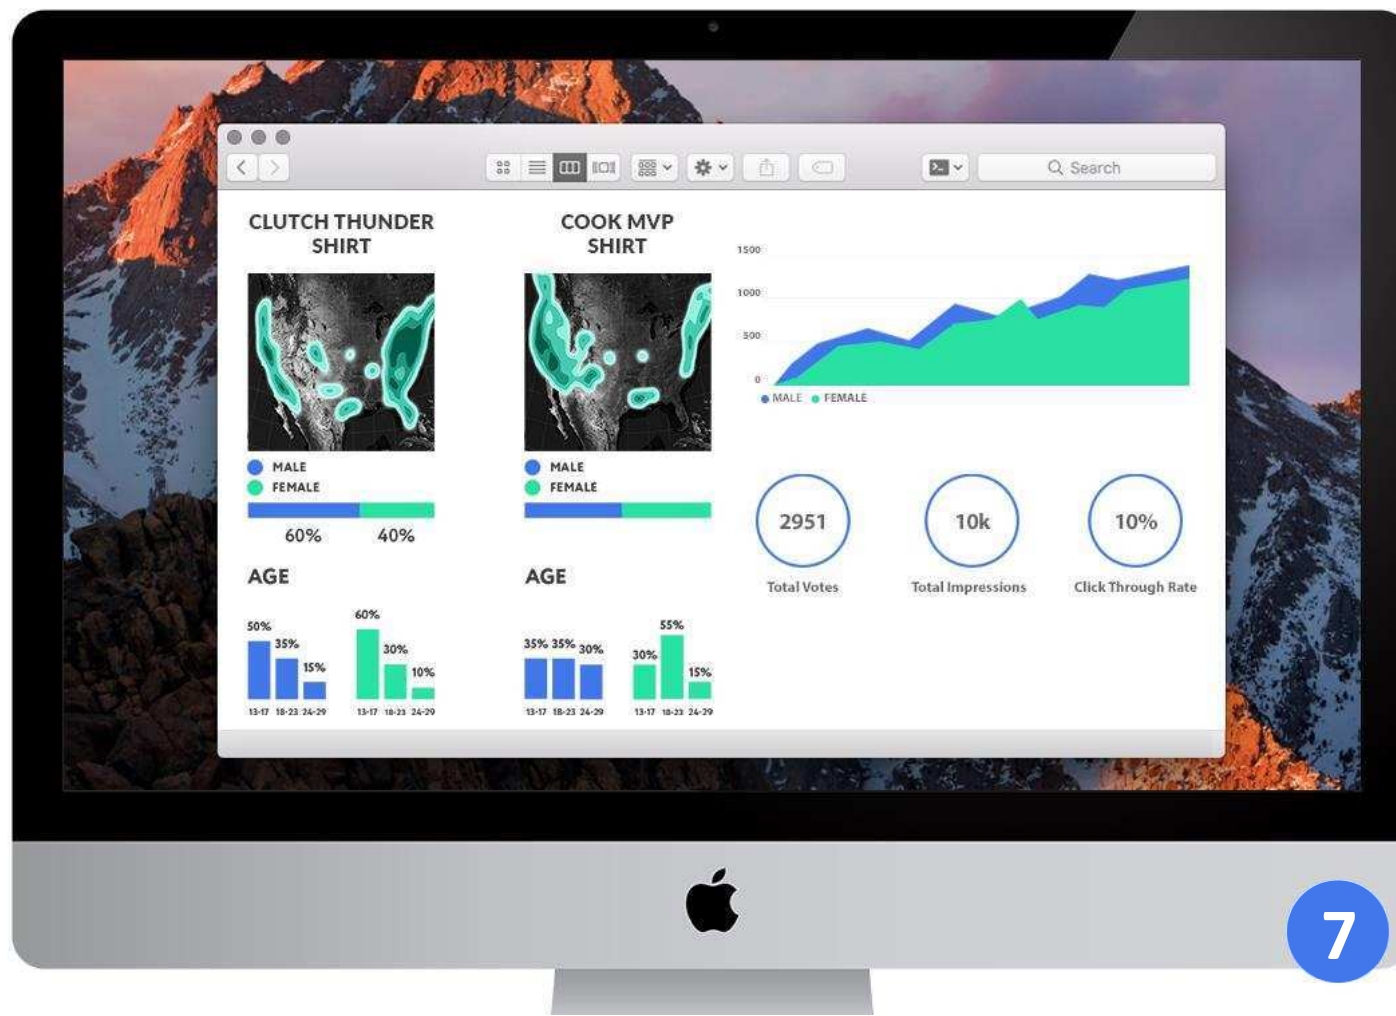 Search
CLUTCH THUNDER
SHIRT
MALE
FEMALE
60% 40%
AGE
50%
35%
15%
13-17 18-23 24-29
60%
30%
10%
13-17 18-23 24-29
COOK MVP
SHIRT
MALE
FEMALE
AGE
35% 35% 30%
13-17 18-23 24-29
30%
55%
15%
13-17 18-23 24-29
1500
1000
500
0
MALE FEMALE
2951
Total Votes
10k
Total Impressions
10%
Click Through Rate
7